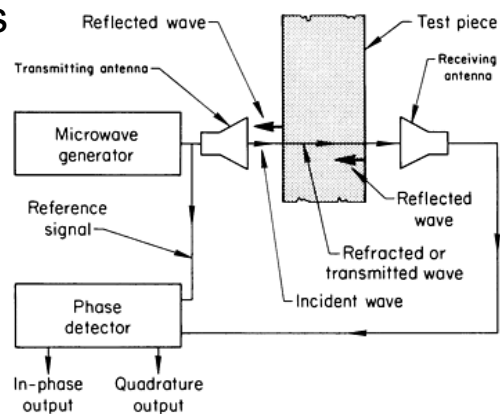 s
Reflected wave
Test piece
Transmitting antenna
Receiving
antenna
Microwave
generator
Reference
signal
Reflected
wave
Refracted or
transmitted wave
Incident wave
Phase
detector
In-phase
output
Quadrature
output